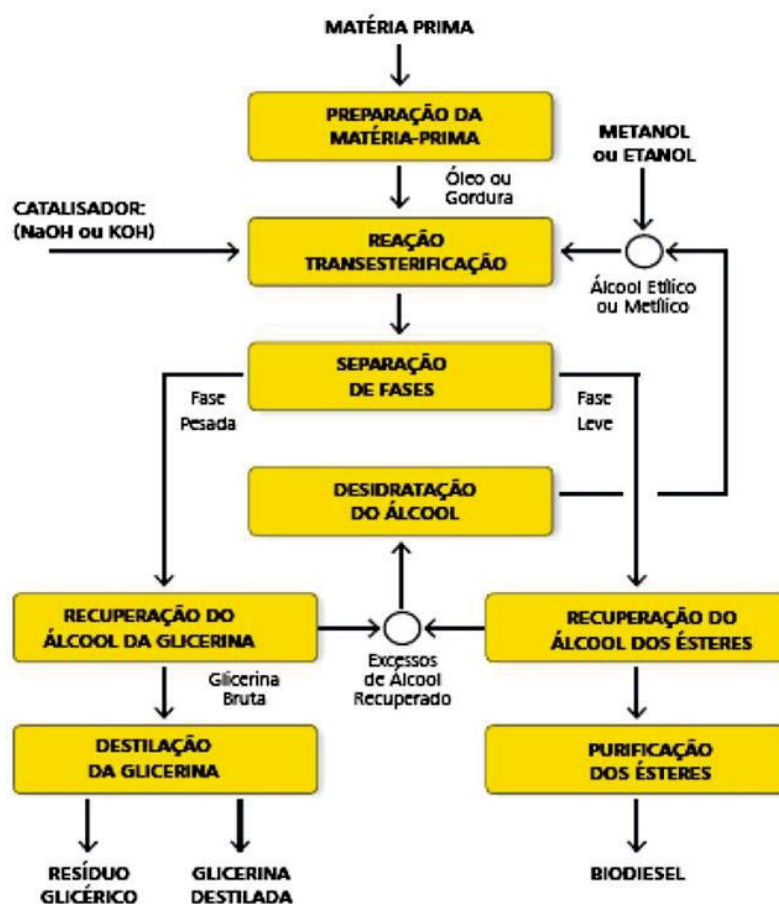 MATÉRIA PRIMA
PREPARAÇÃO DA
MATÉRIA-PRIMA
METANOL
ou ETANOL
Óleo ou
Gordura
CATALISADOR:
(NaOH ou KOH)
REAÇÃO
TRANSESTERIFICAÇÃO
Álcool Etílico
ou Metílico
SEPARAÇÃO
DE FASES
Fase
Pesada
Fase
Leve
DESIDRATAÇÃO
DO ÁLCOOL
RECUPERAÇÃO DO
ÁLCOOL DA GLICERINA
Excessos
de Álcool
Recuperado
RECUPERAÇÃO DO
ÁLCOOL DOS ÉSTERES
Glicerina
Bruta
DESTILAÇÃO
DA GLICERINA
PURIFICAÇÃO
DOS ÉSTERES
RESÍDUO
GLICÉRICO
GLICERINA
DESTILADA
BIODIESEL